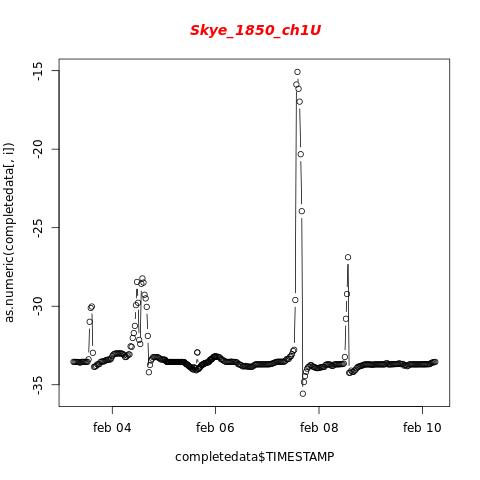 Skye_1850_ch1U
as.numeric(completedata[, i])
-15
-20
-25
-30
-35
feb 04
feb 06
feb 08
feb 10
completedata$TIMESTAMP